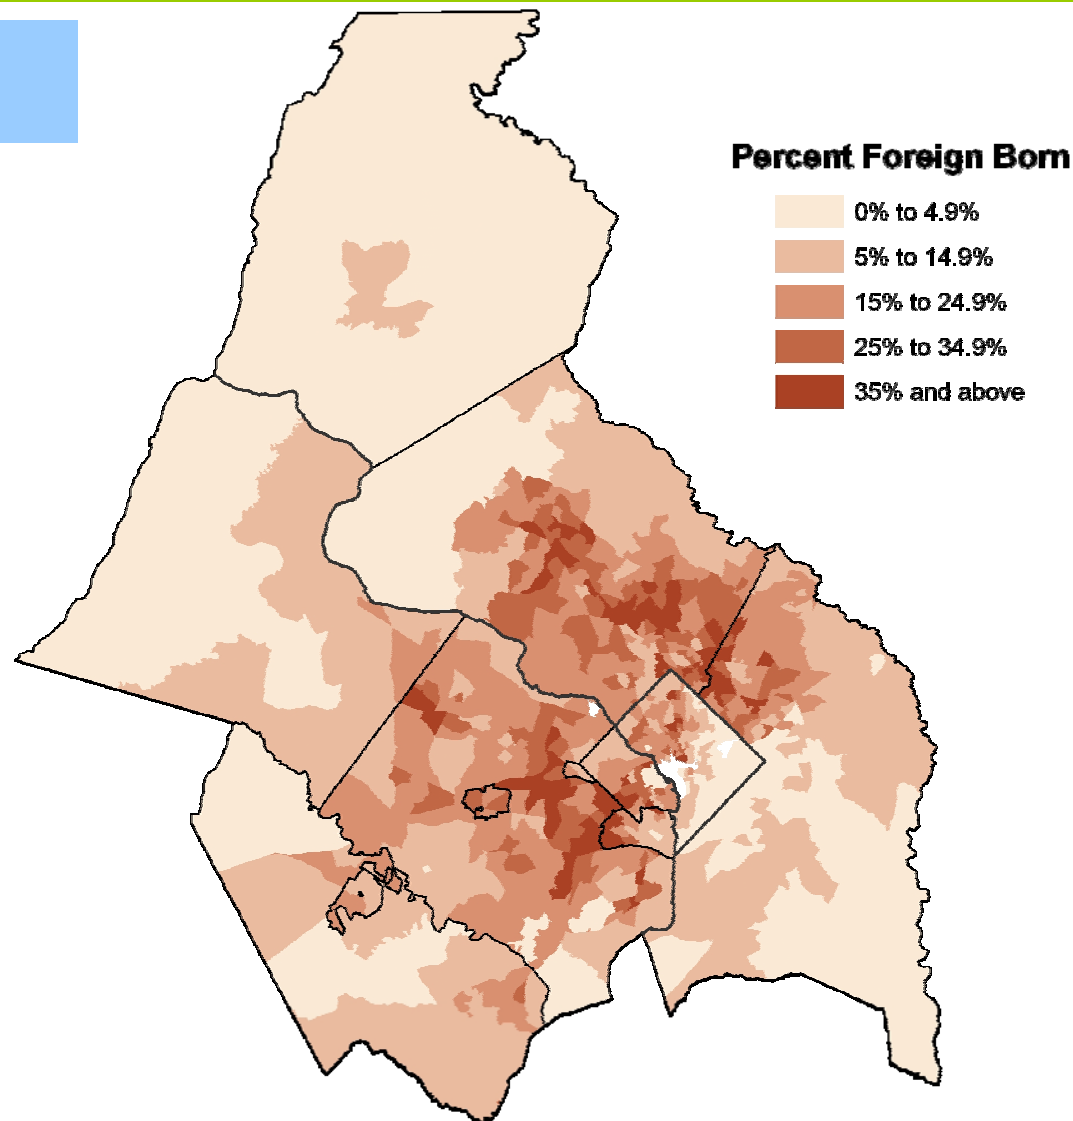 Percent Foreign Born
0% to 4.9%
5% to 14.9%
15% to 24.9%
25% to 34.9%
35% and above